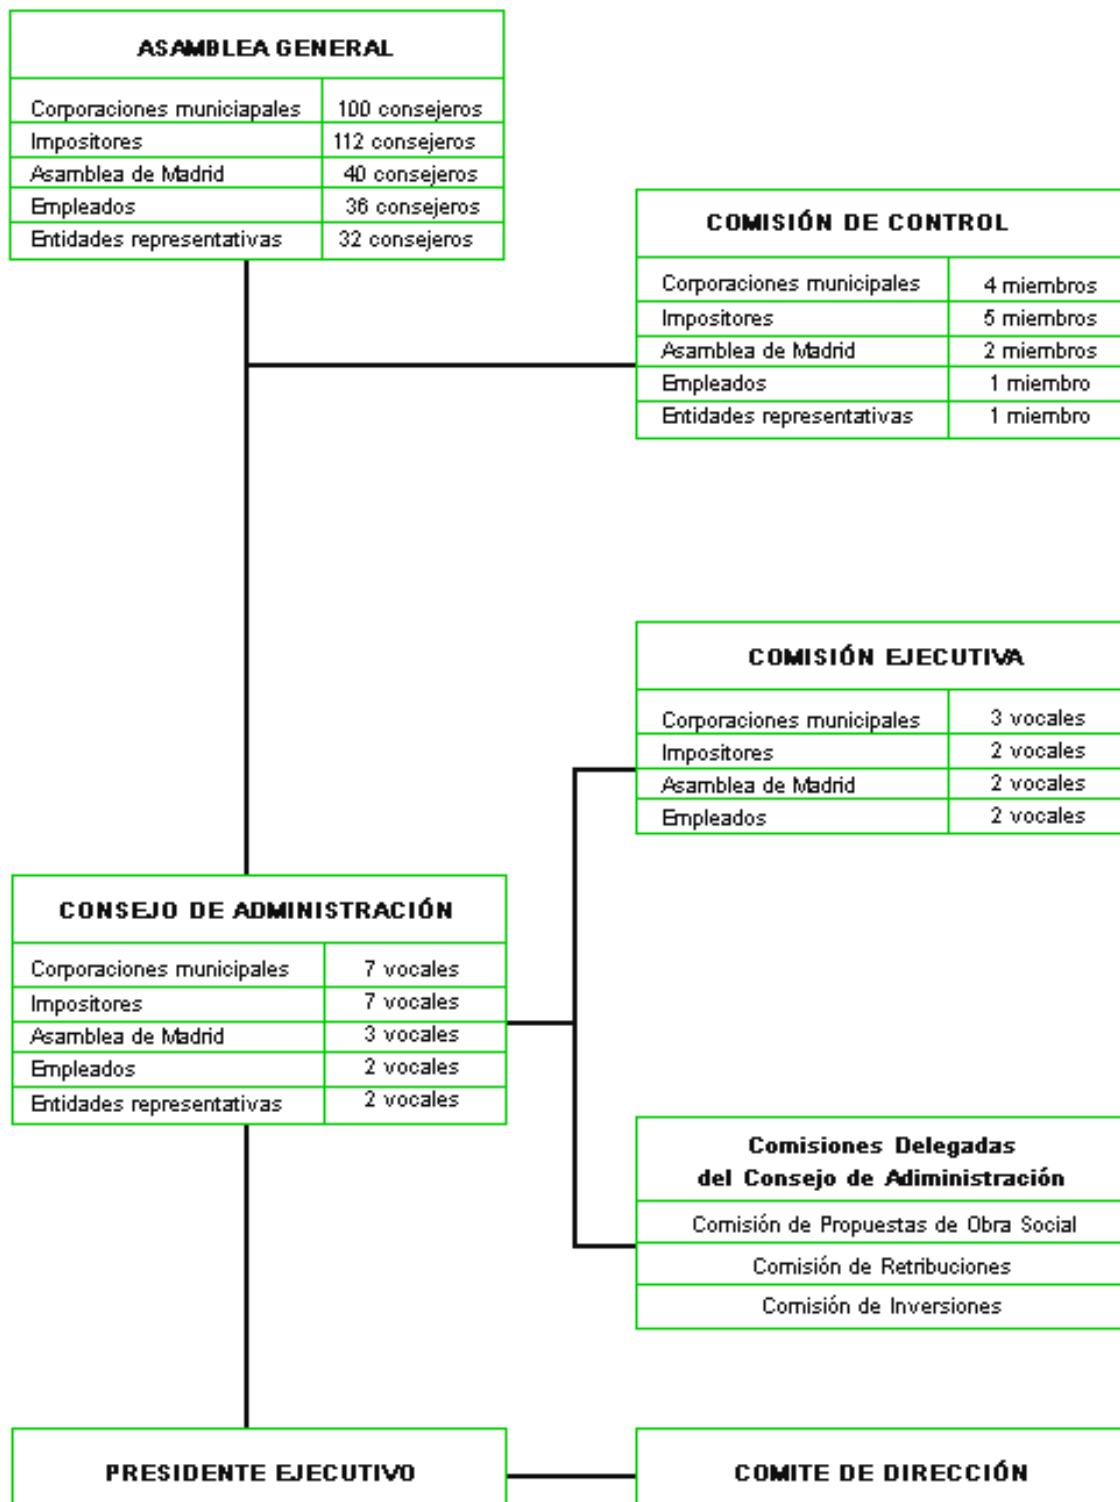 ASAMBLEA GENERAL
Corporaciones municiapales 100 consejeros
Impositores 112 consejeros
Asamblea de Madrid 40 consejeros
Empleados 36 consejeros
Entidades representativas 32 consejeros
COMISIÓN DE CONTROL
Corporaciones municipales 4 miembros
Impositores 5 miembros
Asamblea de Madrid 2 miembros
Empleados 1 miembro
Entidades representativas 1 miembro
COMISIÓN EJECUTIVA
Corporaciones municipales 3 vocales
Impositores 2 vocales
Asamblea de Madrid 2 vocales
Empleados 2 vocales
CONSEJO DE ADMINISTRACIÓN
Corporaciones municipales 7 vocales
Impositores 7 vocales
Asamblea de Madrid 3 vocales
Empleados 2 vocales
Entidades representativas 2 vocales
Comisiones Delegadas
del Consejo de Adiministración
Comisión de Propuestas de Obra Social
Comisión de Retribuciones
Comisión de Inversiones
PRESIDENTE EJECUTIVO
COMITE DE DIRECCIÓN